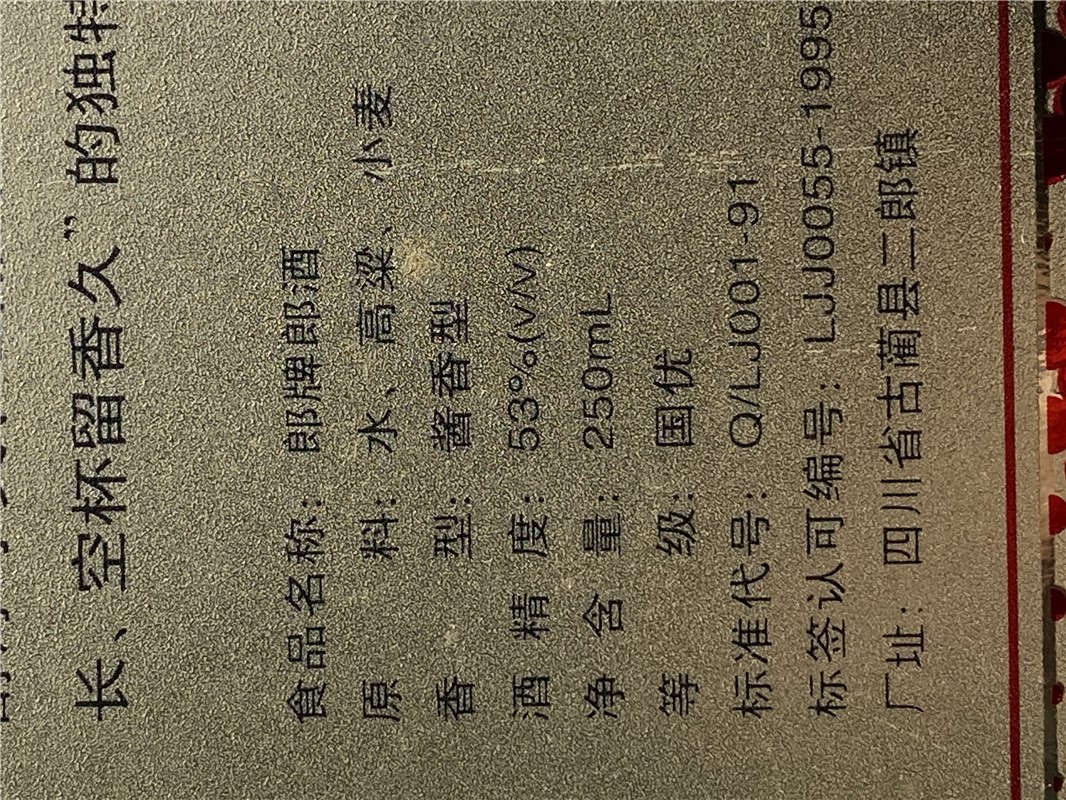 长、空杯留香久”的独特
食品名称：郎牌郎酒
原料：水、高粱、小麦
香型：酱香型
酒精度：53%(v/v)
净含量：250mL
等级：国优
标准代号：Q/LJJ001-91
标签认可编号：LJJJ0055-1995
厂址：四川省古蔺县二郎镇